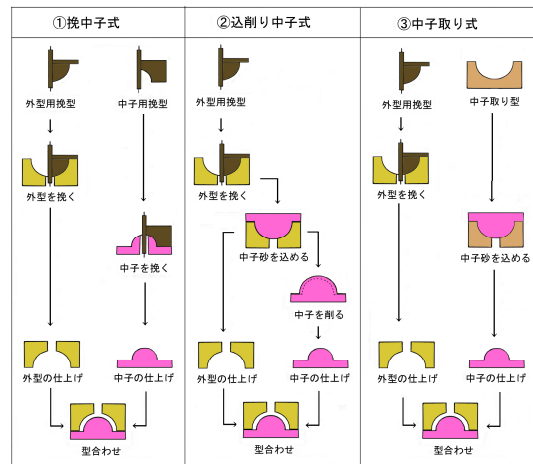 ①挽中子式
外型用挽型
中子用挽型
外型を挽く
中子を挽く
外型の仕上げ
中子の仕上げ
型合わせ
②込削り中子式
外型用挽型
外型を挽く
中子砂を込める
中子を削る
外型の仕上げ
中子の仕上げ
型合わせ
③中子取り式
外型用挽型
中子取り型
外型を挽く
中子砂を込める
外型の仕上げ
中子の仕上げ
型合わせ